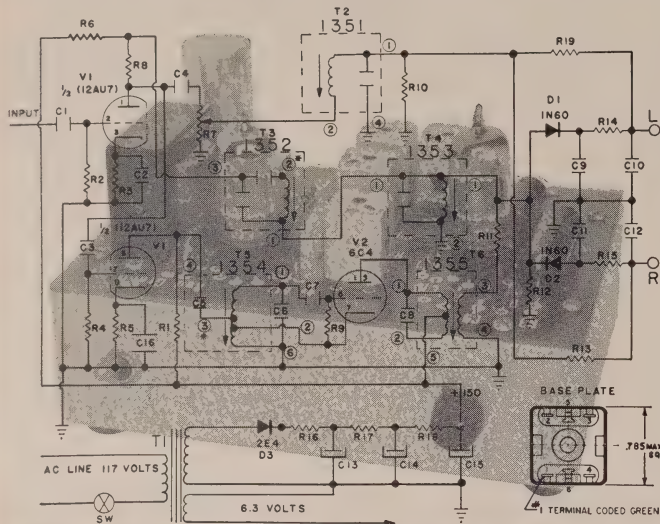 T2
1351
R6
R8
R19
V1
1/2 (12AU7)
C4
R10
D1
1N60
R14
L
INPUT
C1
R7
T3
1352
T4
1353
C9
C10
R2
R3
C2
C11
C12
1/2 (12AU7)
C3
V1
T5
1354
V2
6C4
R11
1355
T6
1N60
D2
R15
R
R12
C5
C6
C7
C8
R4
R5
C16
R1
R9
R13
+150
BASE PLATE
T1
2E4
D3
R16
R17
R18
C13
C14
C15
.785 MAX
SQ
AC LINE 117 VOLTS
SW
6.3 VOLTS
#1 TERMINAL CODED GREEN